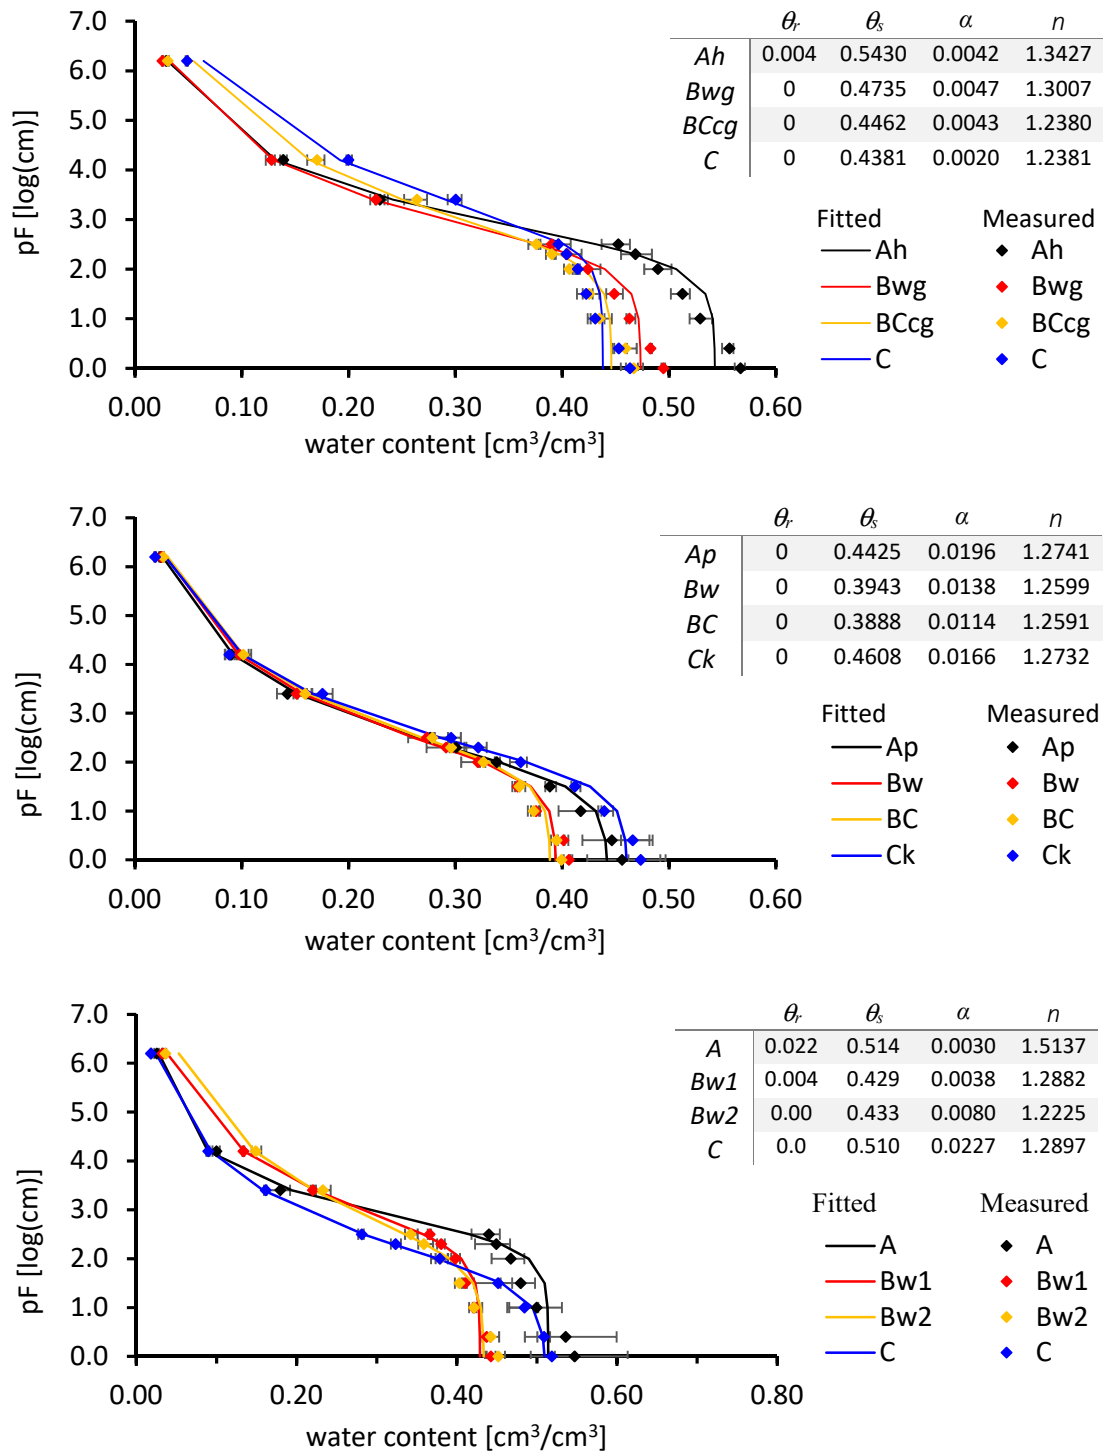 θr θs α n
Ah 0.004 0.5430 0.0042 1.3427
Bwg 0 0.4735 0.0047 1.3007
BCcg 0 0.4462 0.0043 1.2380
C 0 0.4381 0.0020 1.2381
Fitted Measured
Ah Ah
Bwg Bwg
BCcg BCcg
C C
pF [log(cm)]
7.0
6.0
5.0
4.0
3.0
2.0
1.0
0.0
0.00 0.10 0.20 0.30 0.40 0.50 0.60
water content [cm³/cm³]
θr θs α n
Ap 0 0.4425 0.0196 1.2741
Bw 0 0.3943 0.0138 1.2599
BC 0 0.3888 0.0114 1.2591
Ck 0 0.4608 0.0166 1.2732
Fitted Measured
Ap Ap
Bw Bw
BC BC
Ck Ck
pF [log(cm)]
7.0
6.0
5.0
4.0
3.0
2.0
1.0
0.0
0.00 0.10 0.20 0.30 0.40 0.50 0.60
water content [cm³/cm³]
θr θs α n
A 0.022 0.514 0.0030 1.5137
Bw1 0.004 0.429 0.0038 1.2882
Bw2 0.00 0.433 0.0080 1.2225
C 0.0 0.510 0.0227 1.2897
Fitted Measured
A A
Bw1 Bw1
Bw2 Bw2
C C
pF [log(cm)]
7.0
6.0
5.0
4.0
3.0
2.0
1.0
0.0
0.00 0.20 0.40 0.60 0.80
water content [cm³/cm³]